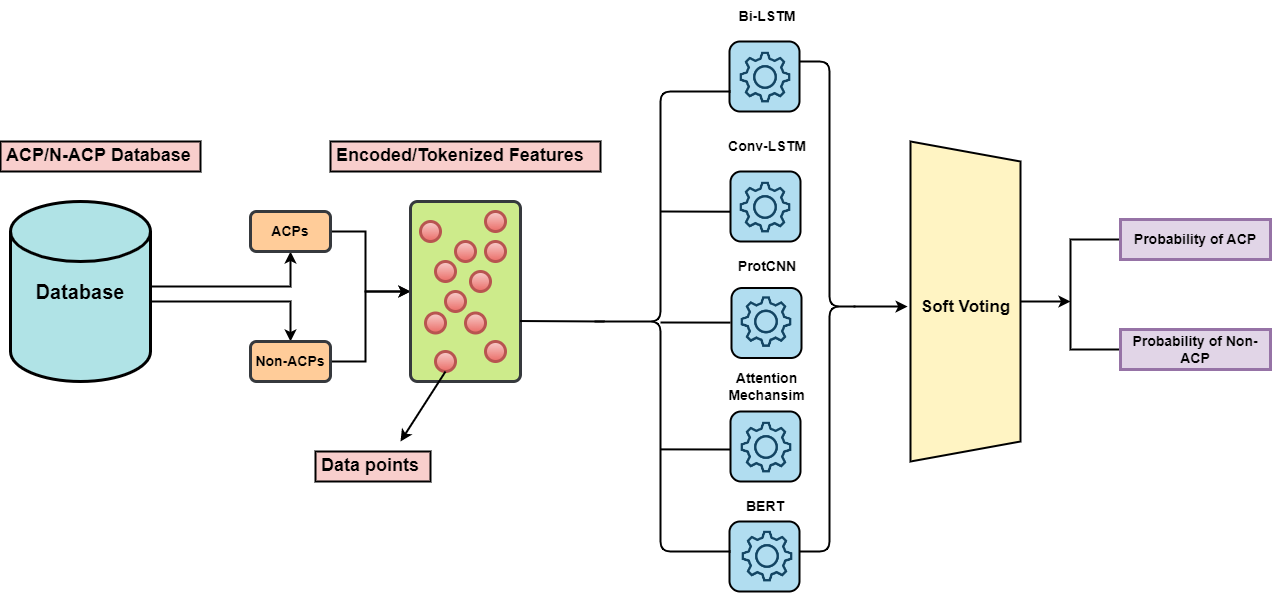 ACP/N-ACP Database
Database
ACPs
Non-ACPs
Encoded/Tokenized Features
Data points
Bi-LSTM
Conv-LSTM
ProtCNN
Attention
Mechansim
BERT
Soft Voting
Probability of ACP
Probability of Non-
ACP